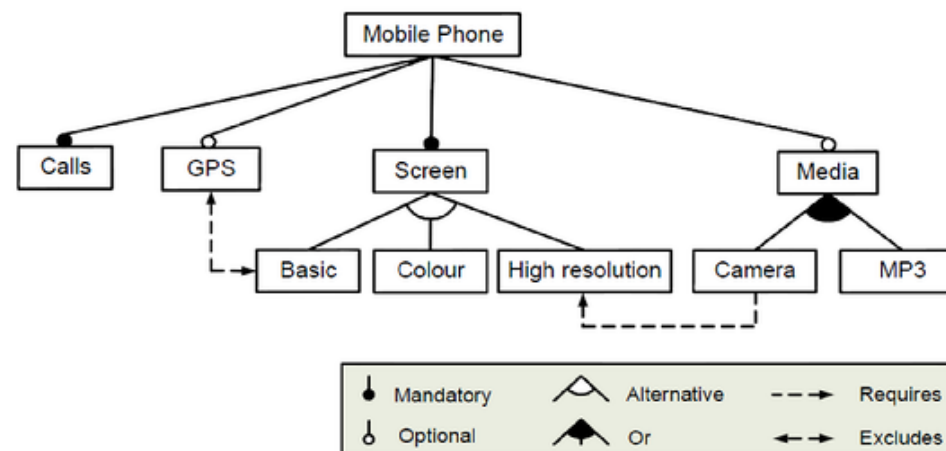 Mobile Phone
Calls GPS Screen Media
Basic Colour High resolution Camera MP3
Mandatory Alternative Requires
Optional Or Excludes